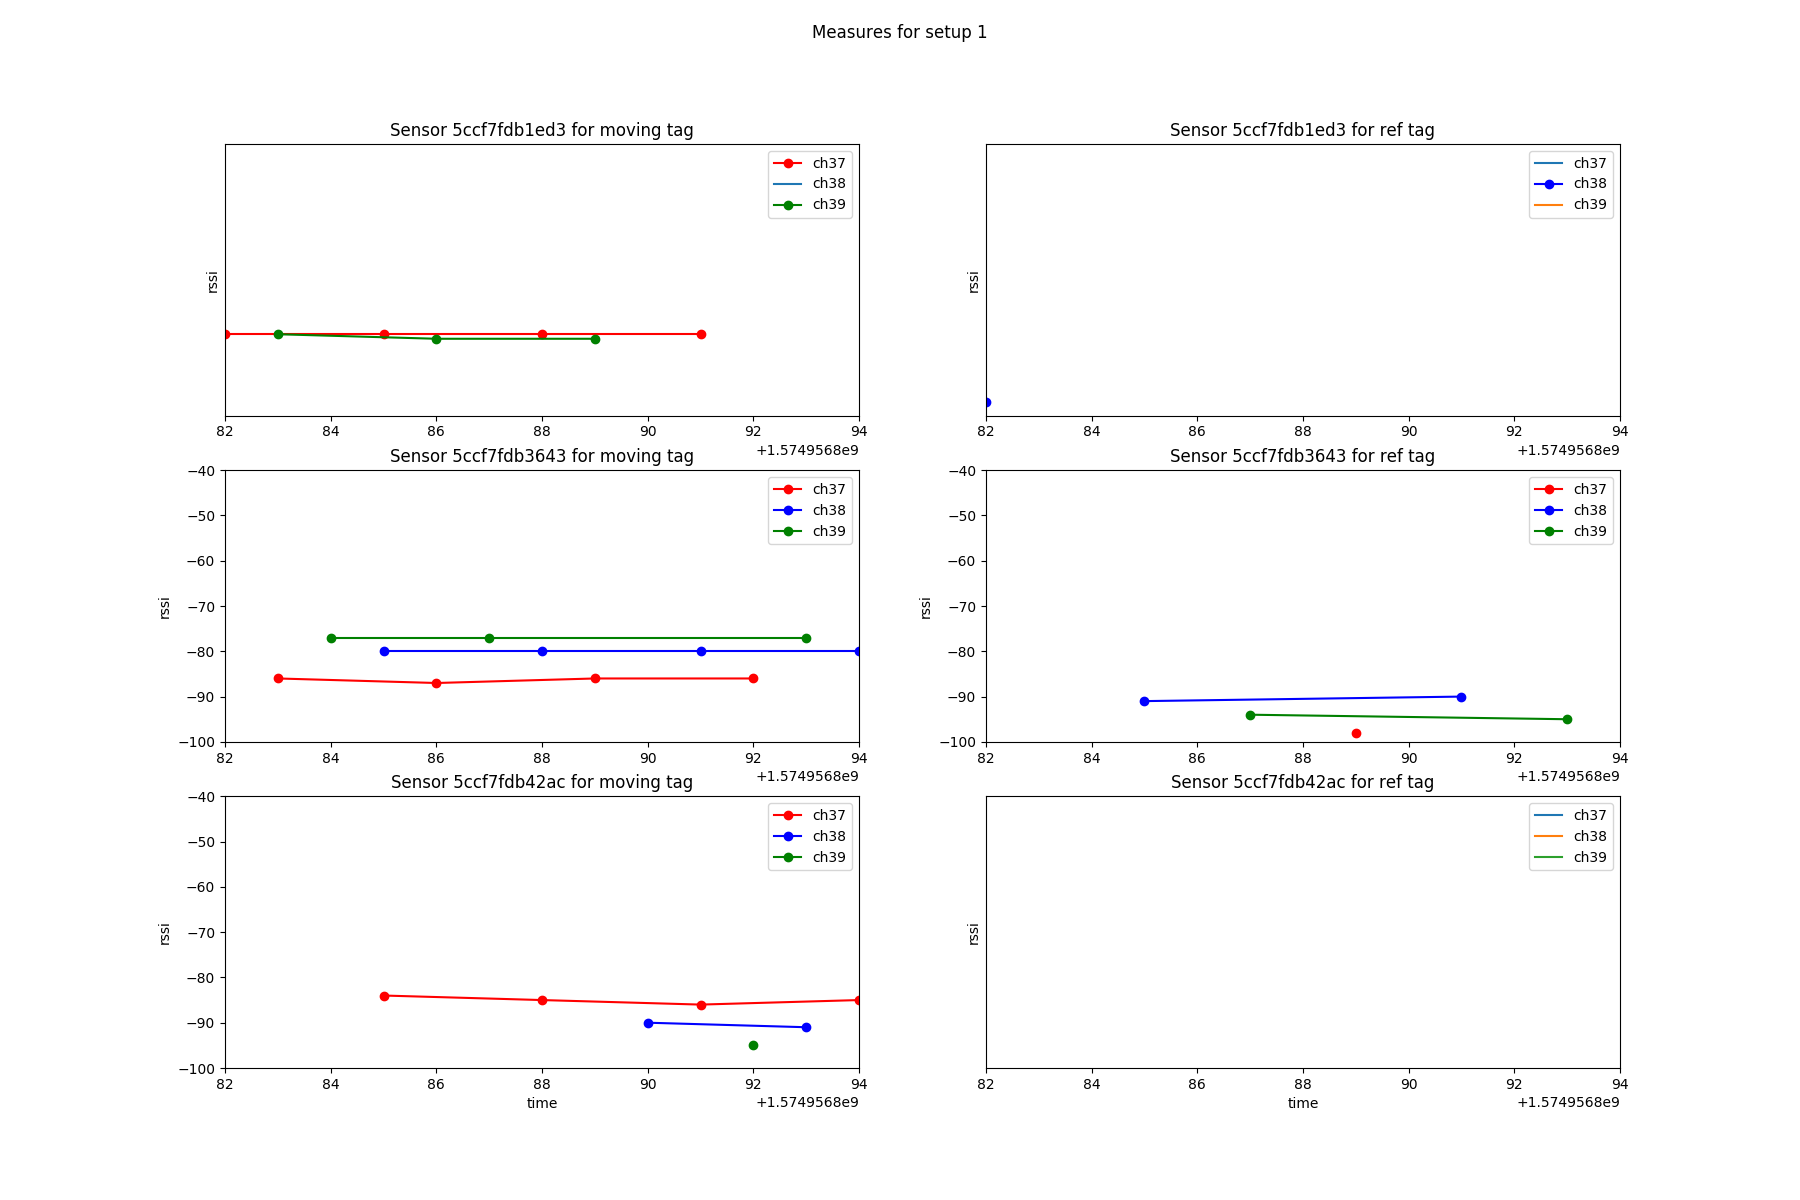 Measures for setup 1
Sensor 5ccf7fdb1ed3 for moving tag
rssi
ch37
ch38
ch39
82 84 86 88 90 92 94
+1.5749568e9
Sensor 5ccf7fdb1ed3 for ref tag
rssi
ch37
ch38
ch39
82 84 86 88 90 92 94
+1.5749568e9
Sensor 5ccf7fdb3643 for moving tag
rssi
−40
−50
−60
−70
−80
−90
−100
ch37
ch38
ch39
82 84 86 88 90 92 94
+1.5749568e9
Sensor 5ccf7fdb3643 for ref tag
rssi
−40
−50
−60
−70
−80
−90
−100
ch37
ch38
ch39
82 84 86 88 90 92 94
+1.5749568e9
Sensor 5ccf7fdb42ac for moving tag
rssi
−40
−50
−60
−70
−80
−90
−100
ch37
ch38
ch39
82 84 86 88 90 92 94
time
+1.5749568e9
Sensor 5ccf7fdb42ac for ref tag
rssi
ch37
ch38
ch39
82 84 86 88 90 92 94
time
+1.5749568e9